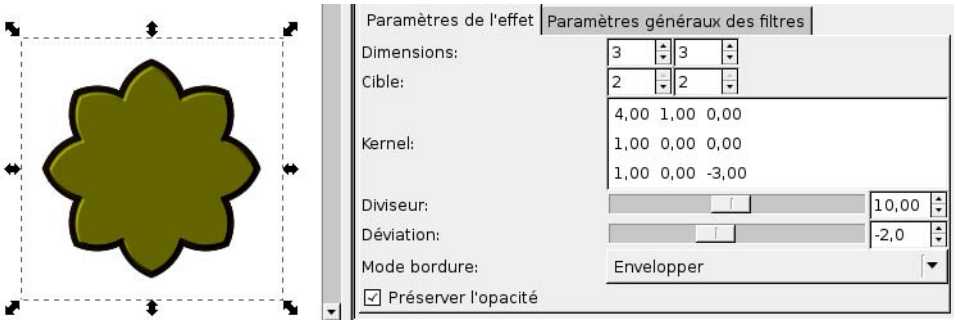 Paramètres de l'effet Paramètres généraux des filtres
Dimensions: 3 3
Cible: 2 2
Kernel:
4,00 1,00 0,00
1,00 0,00 0,00
1,00 0,00 -3,00
Diviseur: 10,00
Déviation: -2,0
Mode bordure: Envelopper
Préserver l'opacité